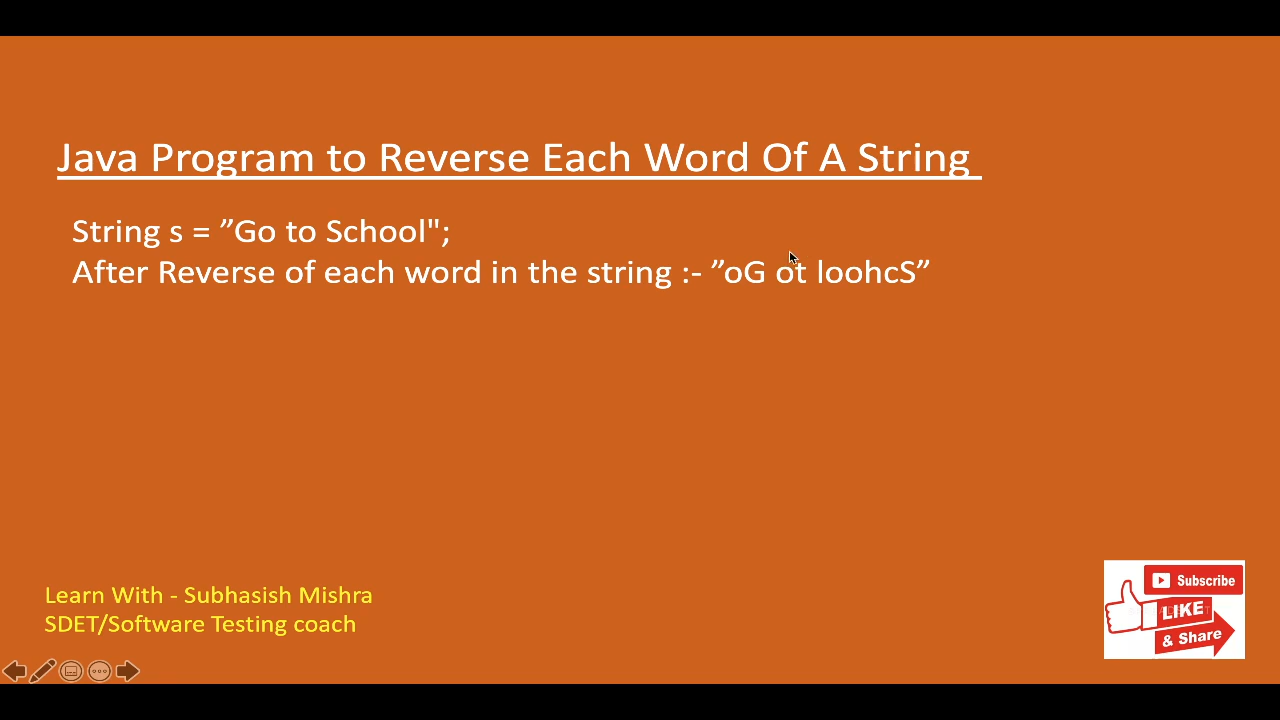 Java Program to Reverse Each Word Of A String
String s = ”Go to School";
After Reverse of each word in the string :- ”oG ot loohcS”
Learn With - Subhasish Mishra
SDET/Software Testing coach
Subscribe
LIKE
& Share